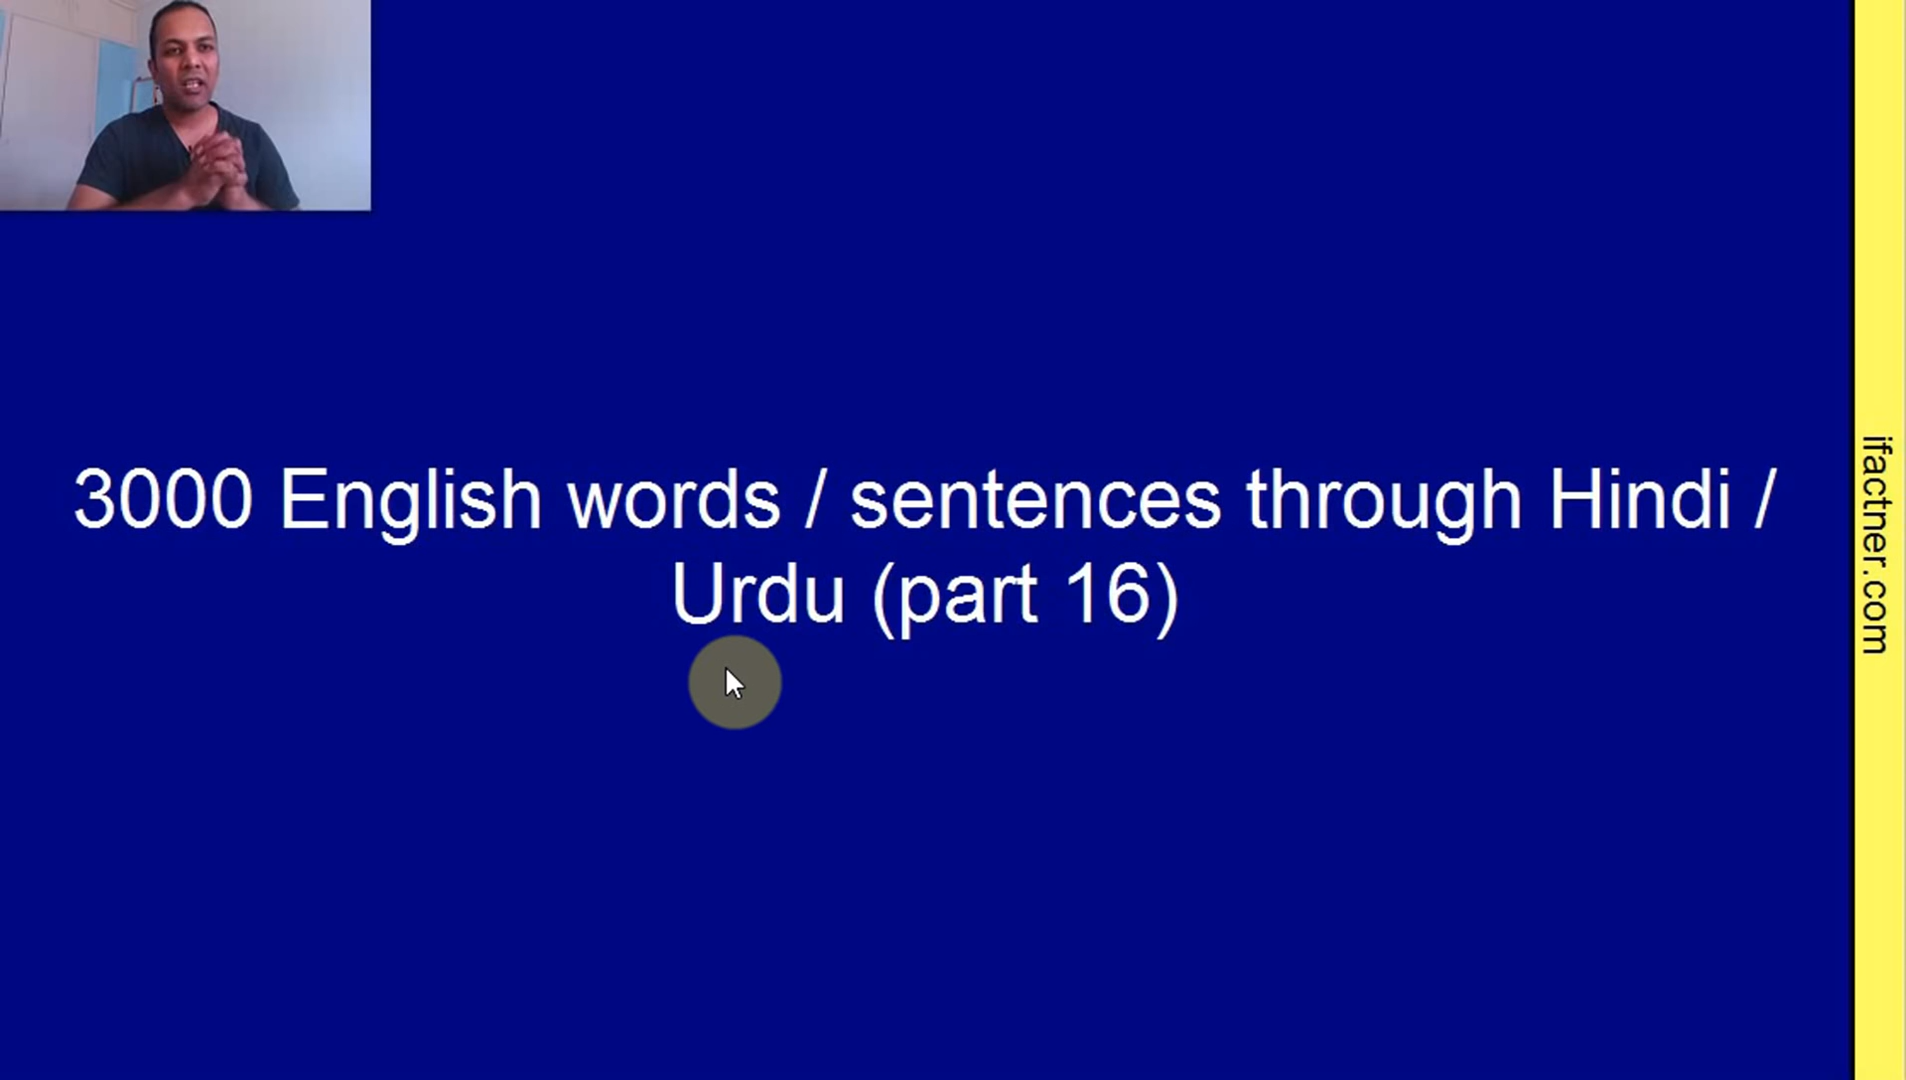 3000 English words / sentences through Hindi /
Urdu (part 16)
ifactner.com